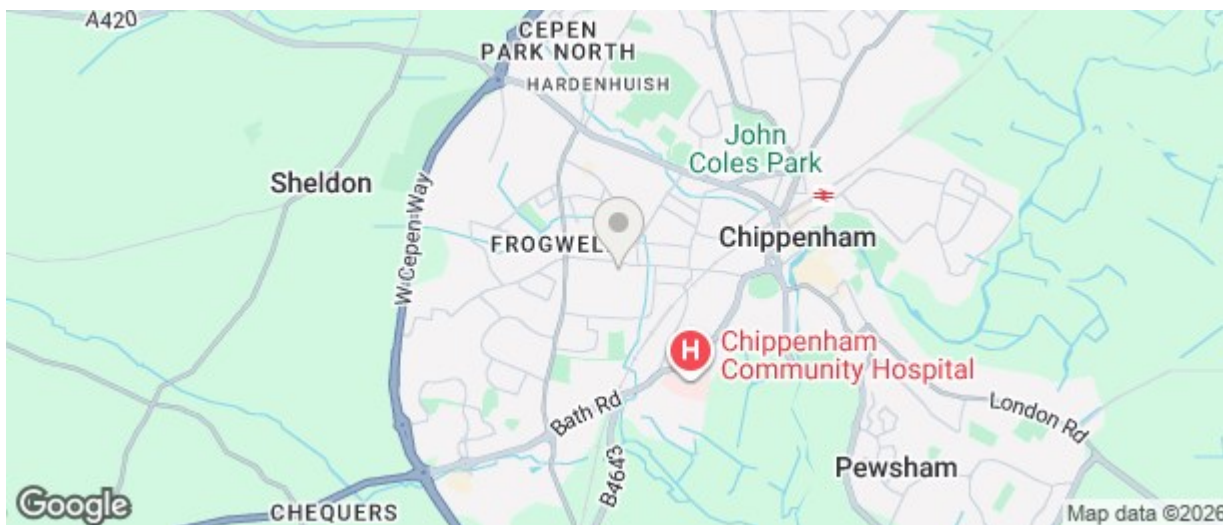 A420
CEPEN
PARK NORTH
HARDENHUISH
John
Coles Park
Sheldon
W Cepen Way
FROGWELL
Chippenham
H
Chippenham
Community Hospital
Bath Rd
London Rd
B4643
Pewsham
CHEQUERS
Google
Map data ©2026